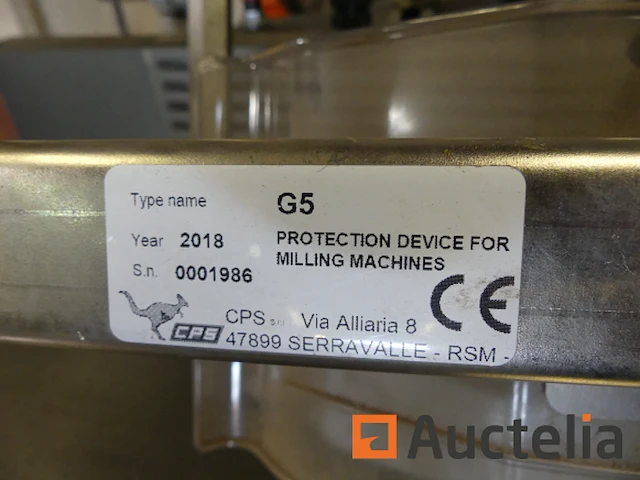 Type name G5
Year 2018 PROTECTION DEVICE FOR
S.n. 0001986 MILLING MACHINES
CE
CPS s.r.l. Via Alliaria 8
CPS 47899 SERRAVALLE - RSM -
Auctelia